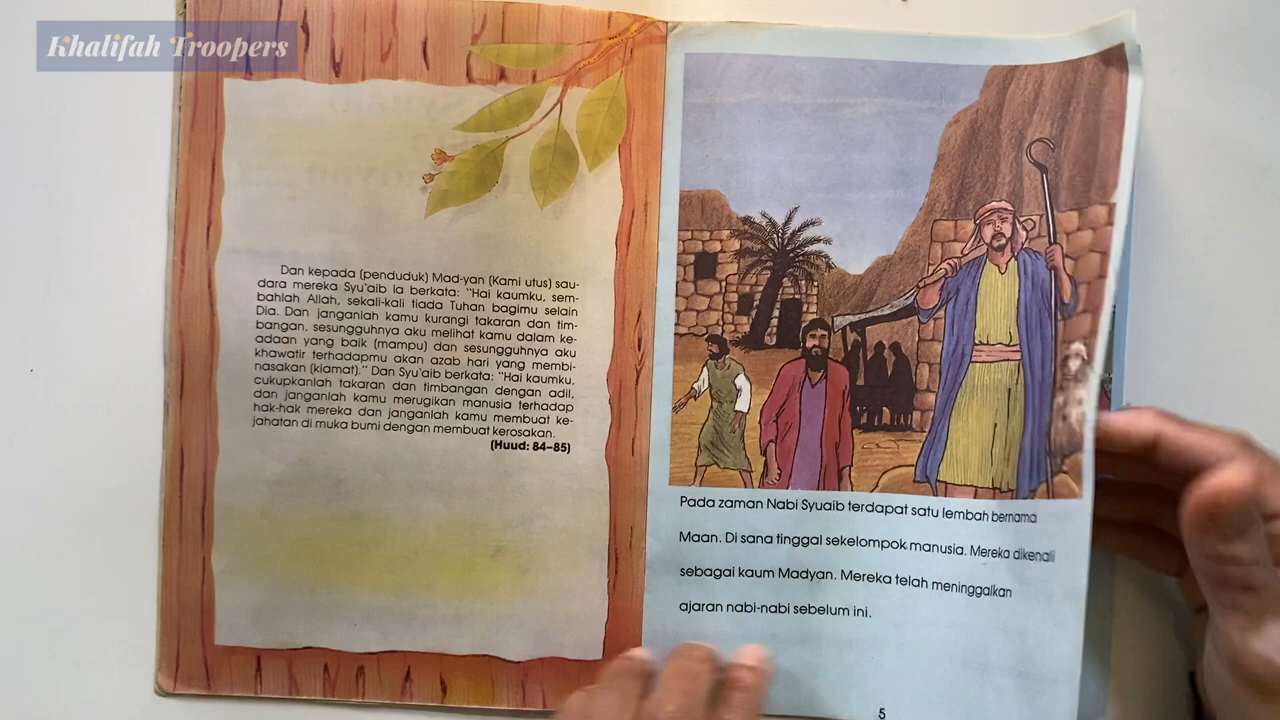 Khalifah Troopers
Dan kepada (penduduk) Mad-yan (Kami utus) sau-
dara mereka Syu'aib Ia berkata: "Hai kaumku, sem-
bahlah Allah, sekali-kali tiada Tuhan bagimu selain
Dia. Dan janganlah kamu kurangi takaran dan tim-
bangan, sesungguhnya aku melihat kamu dalam ke-
adaan yang baik (mampu) dan sesungguhnya aku
khawatir terhadapmu akan azab hari yang membi-
nasakan (kiamat)." Dan Syu'aib berkata: "Hai kaumku,
cukupkanlah takaran dan timbangan dengan adil,
dan janganlah kamu merugikan manusia terhadap
hak-hak mereka dan janganlah kamu membuat ke-
jahatan di muka bumi dengan membuat kerosakan.
(Huud: 84–85)
Pada zaman Nabi Syuaib terdapat satu lembah bernama
Maan. Di sana tinggal sekelompok manusia. Mereka dikenali
sebagai kaum Madyan. Mereka telah meninggalkan
ajaran nabi-nabi sebelum ini.
5